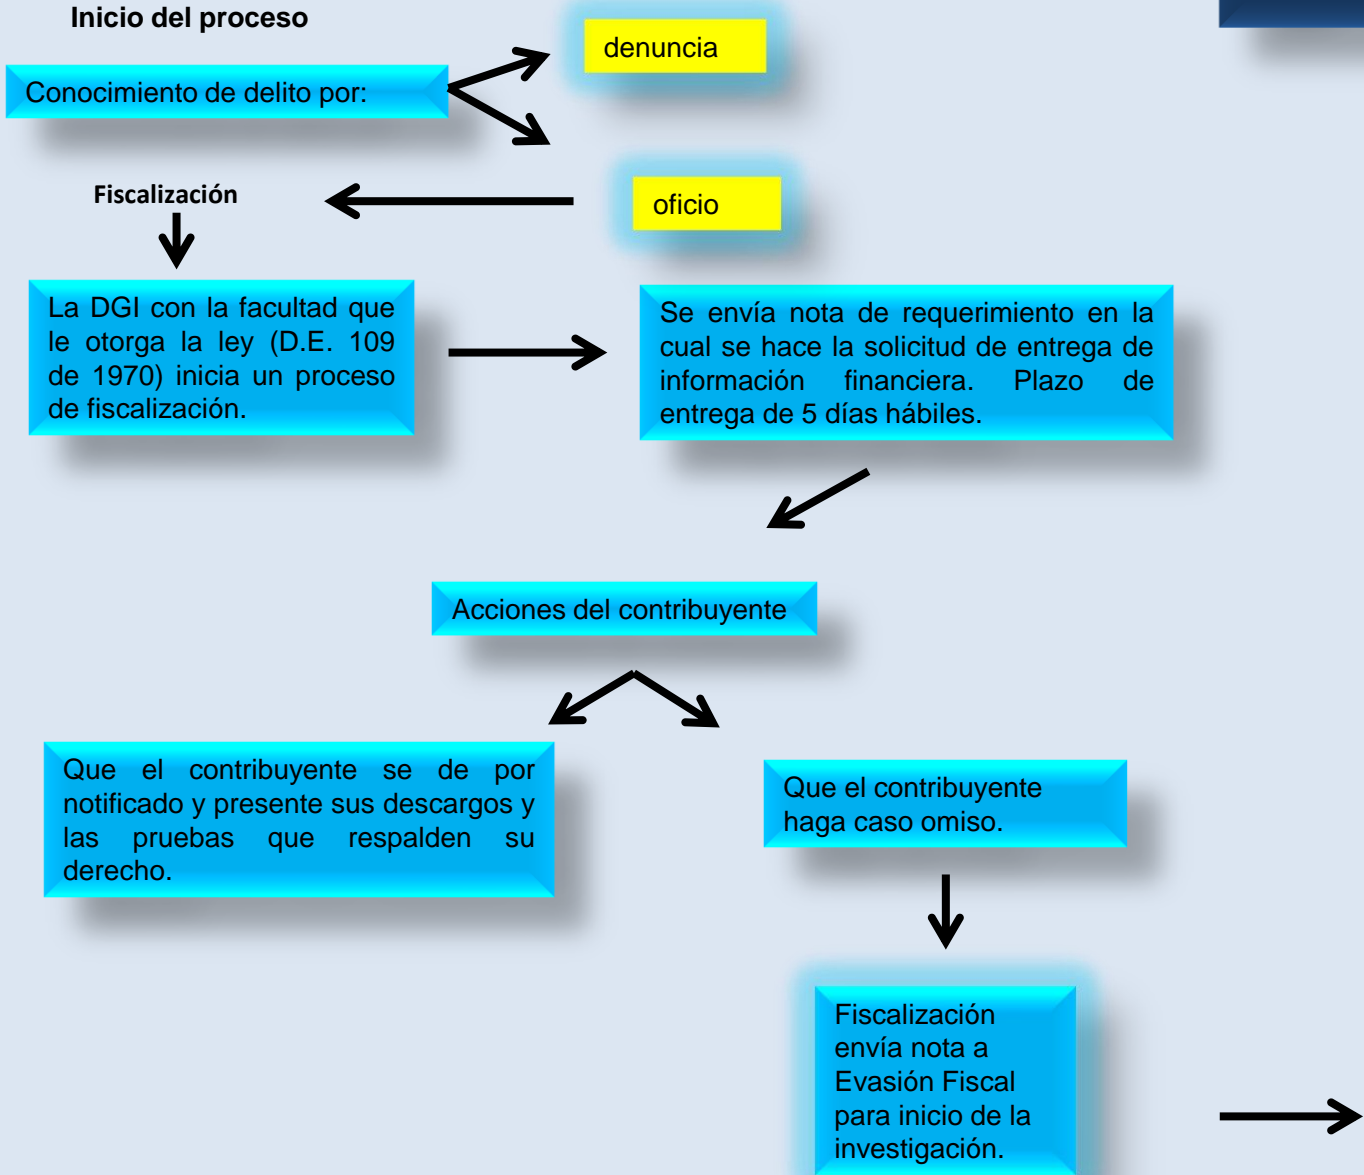 Inicio del proceso
denuncia
Conocimiento de delito por:
Fiscalización
oficio
La DGI con la facultad que
le otorga la ley (D.E. 109
de 1970) inicia un proceso
de fiscalización.
Se envía nota de requerimiento en la
cual se hace la solicitud de entrega de
información financiera. Plazo de
entrega de 5 días hábiles.
Acciones del contribuyente
Que el contribuyente se de por
notificado y presente sus descargos y
las pruebas que respalden su
derecho.
Que el contribuyente
haga caso omiso.
Fiscalización
envía nota a
Evasión Fiscal
para inicio de la
investigación.